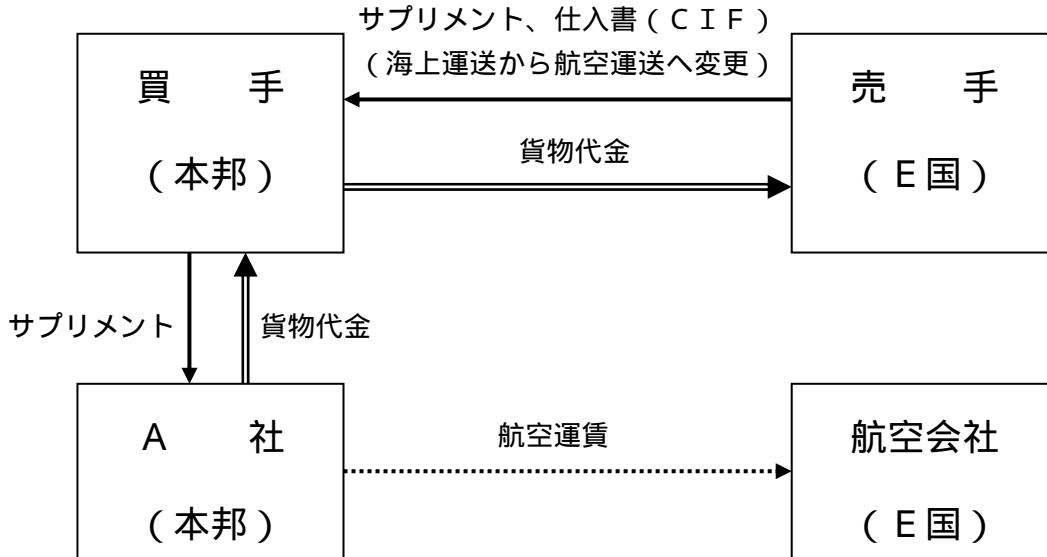 サプリメント、仕入書（ＣＩＦ）
（海上運送から航空運送へ変更）
買　　手
（本邦）
売　　手
（Ｅ国）
貨物代金
サプリメント
貨物代金
Ａ　　社
（本邦）
航空運賃
航空会社
（Ｅ国）